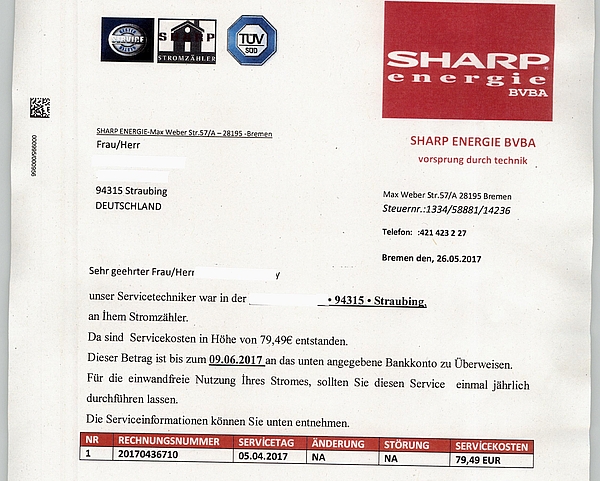 SERVICE
SHARP
STROMZÄHLER
TÜV
SÜD
SHARP
energie
BVBA
SHARP ENERGIE BVBA
vorsprung durch technik
956000/595000
SHARP ENERGIE-Max Weber Str.57/A – 28195 -Bremen
Frau/Herr
94315 Straubing
DEUTSCHLAND
Max Weber Str.57/A 28195 Bremen
Steuernr.:1334/58881/14236
Telefon: :421 423 2 27
Bremen den, 26.05.2017
Sehr geehrter Frau/Herr
unser Servicetechniker war in der • 94315 • Straubing,
an İhem Stromzähler.
Da sind Servicekosten in Höhe von 79,49€ entstanden.
Dieser Betrag ist bis zum 09.06.2017 an das unten angegebene Bankkonto zu Überweisen.
Für die einwandfreie Nutzung İhres Stromes, sollten Sie diesen Service einmal jährlich
durchführen lassen.
Die Serviceinformationen können Sie unten entnehmen.
NR RECHNUNGSNUMMER SERVICETAG ÄNDERUNG STÖRUNG SERVICEKOSTEN
1 20170436710 05.04.2017 NA NA 79,49 EUR